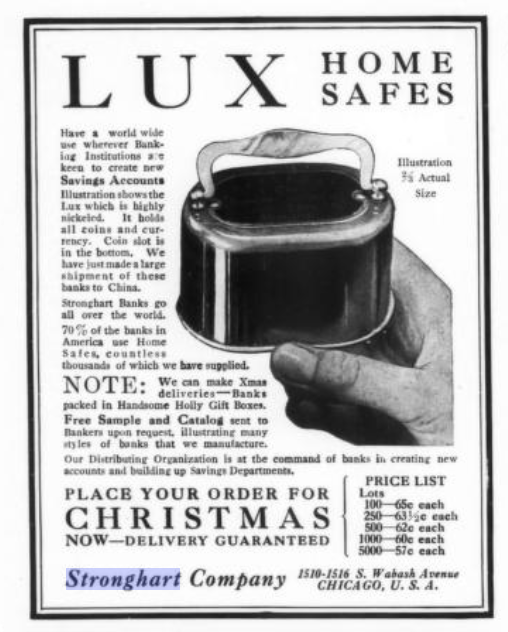 LUX HOME SAFES
Have a world wide
use wherever Bank-
ing Institutions are
keen to create new
Savings Accounts
Illustration shows the
Lux which is highly
nickeled. It holds
all coins and cur-
rency. Coin slot is
in the bottom. We
have just made a large
shipment of these
banks to China.
Stronghart Banks go
all over the world.
70% of the banks in
America use Home
Safes, countless
thousands of which we have supplied.
Illustration
⅔ Actual
Size
NOTE: We can make Xmas
deliveries—Banks
packed in Handsome Holly Gift Boxes.
Free Sample and Catalog sent to
Bankers upon request, illustrating many
styles of banks that we manufacture.
Our Distributing Organization is at the command of banks in creating new
accounts and building up Savings Departments.
PLACE YOUR ORDER FOR
CHRISTMAS
NOW—DELIVERY GUARANTEED
PRICE LIST
Lots
100—65c each
250—63½c each
500—62c each
1000—60c each
5000—57c each
Stronghart Company 1510-1516 S. Wabash Avenue
CHICAGO, U. S. A.